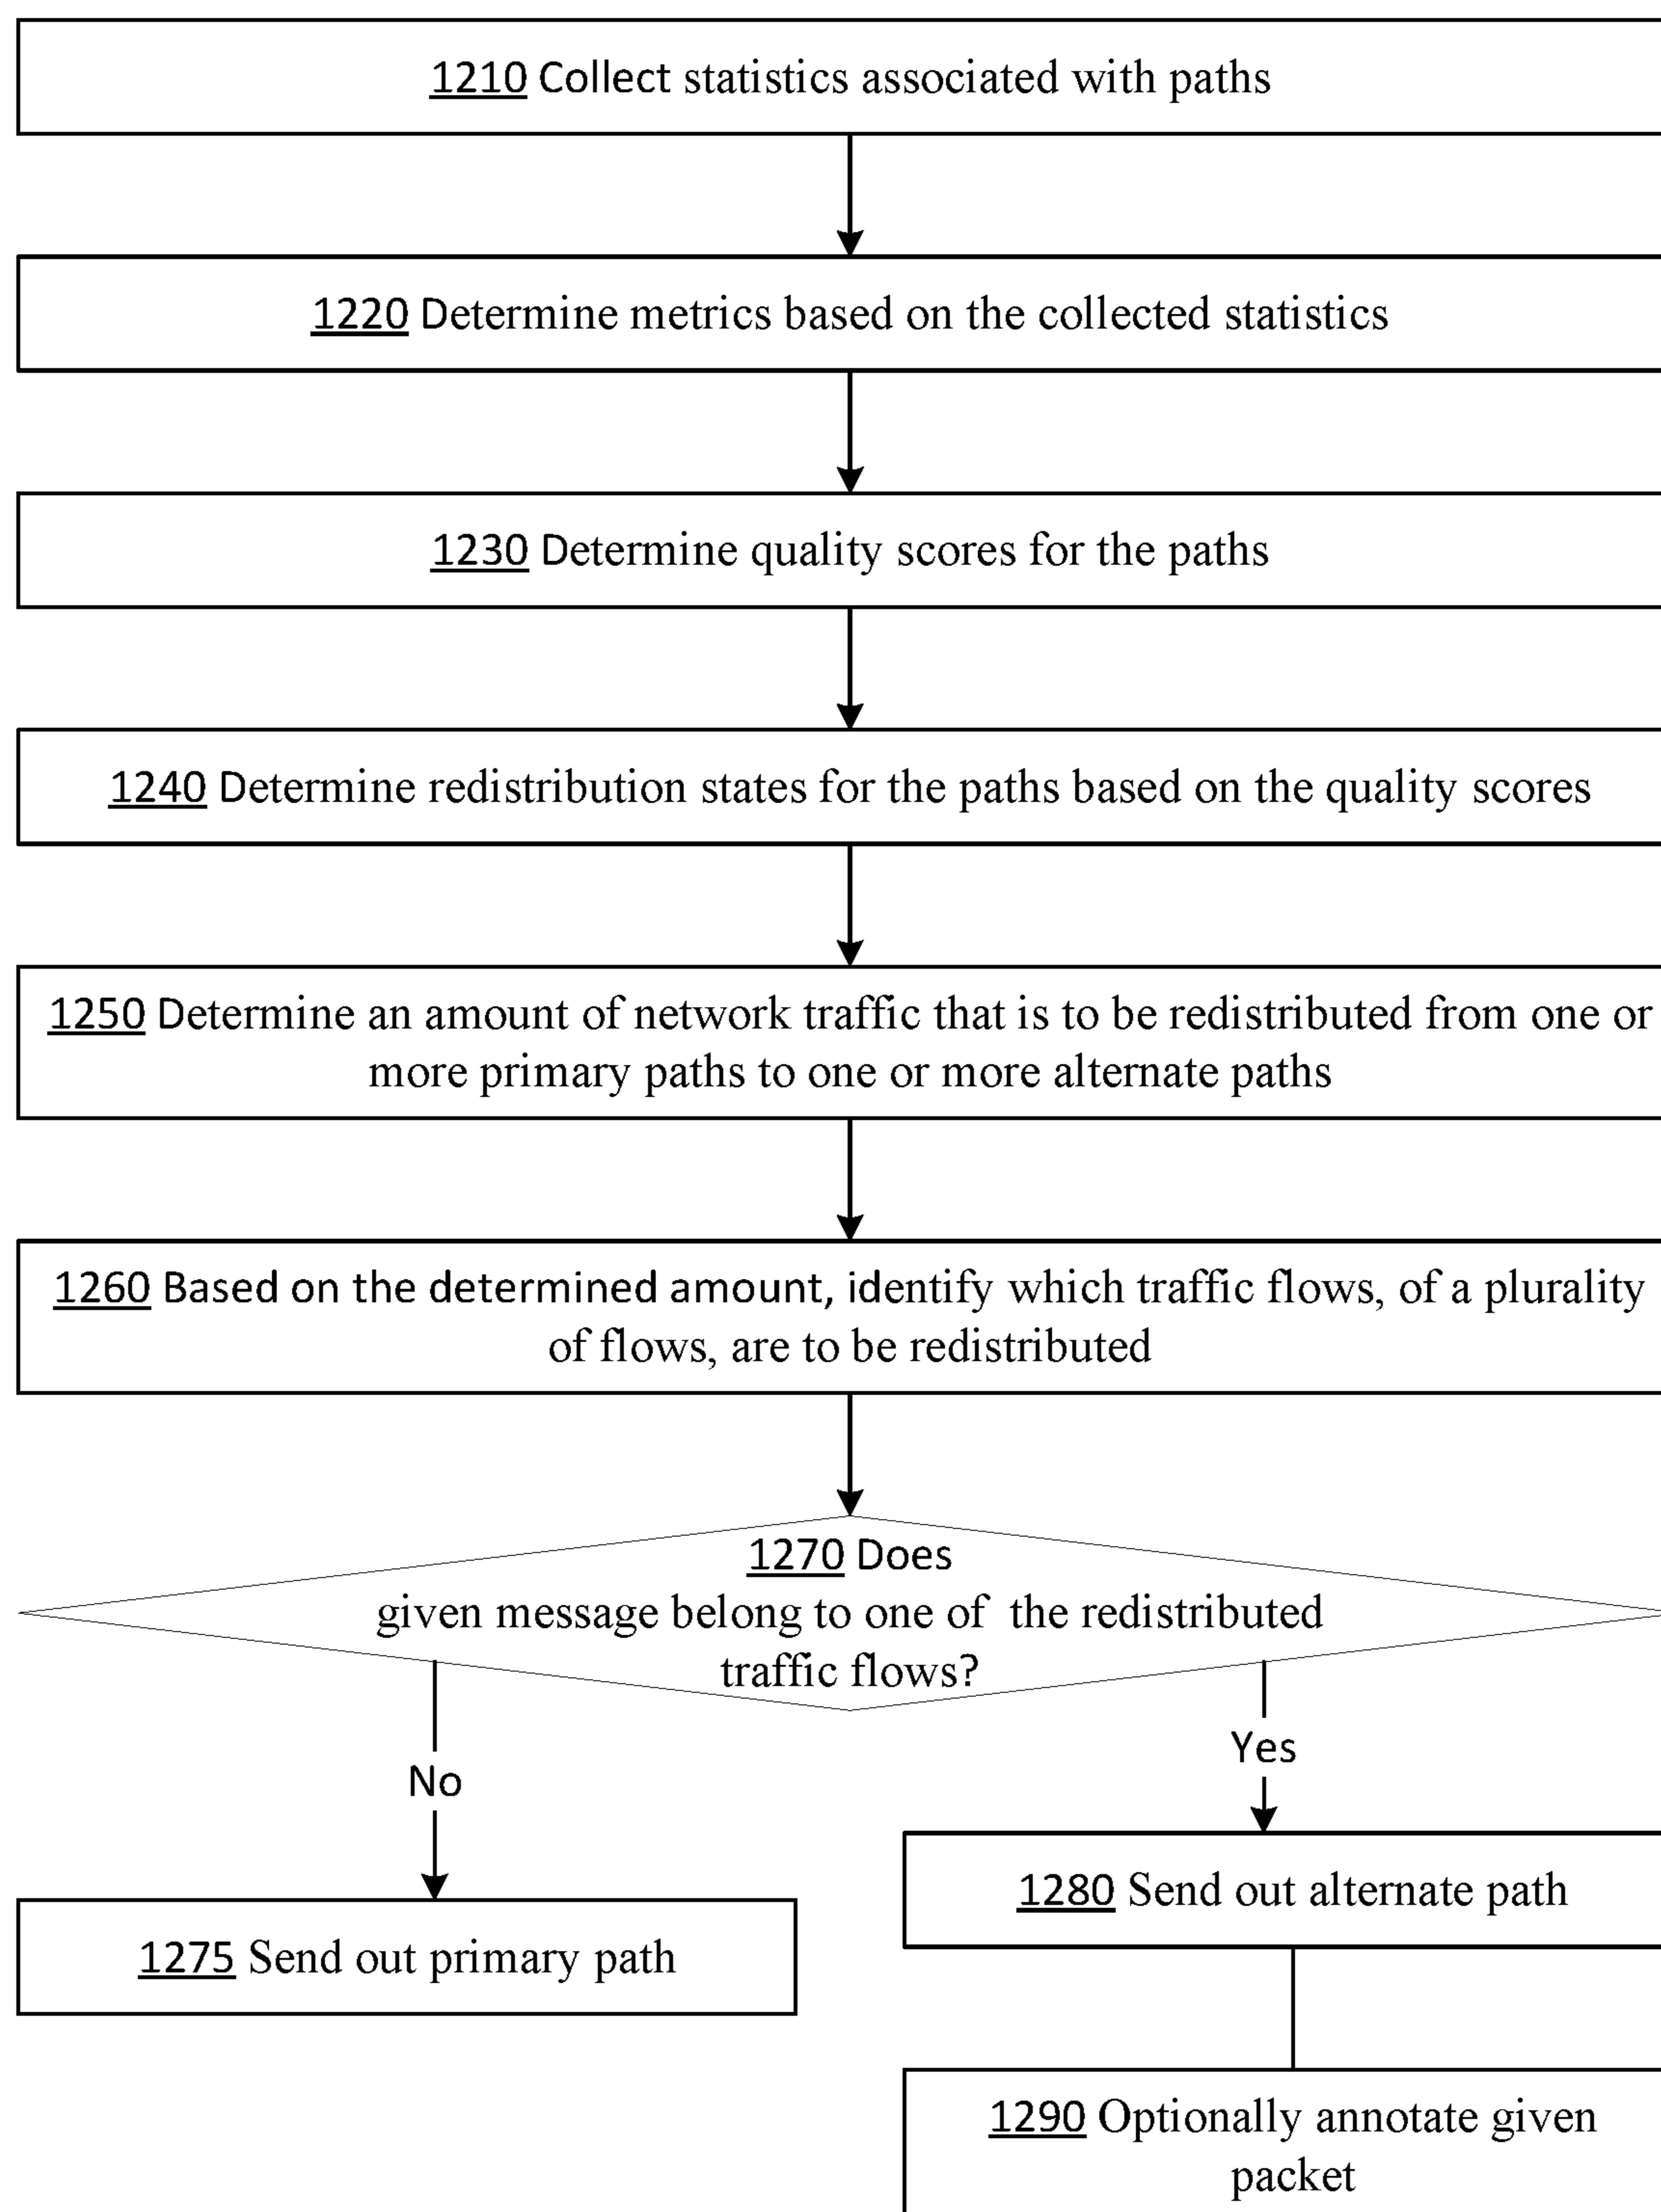 1210 Collect statistics associated with paths
1220 Determine metrics based on the collected statistics
1230 Determine quality scores for the paths
1240 Determine redistribution states for the paths based on the quality scores
1250 Determine an amount of network traffic that is to be redistributed from one or
more primary paths to one or more alternate paths
1260 Based on the determined amount, identify which traffic flows, of a plurality
of flows, are to be redistributed
1270 Does
given message belong to one of the redistributed
traffic flows?
No
Yes
1275 Send out primary path
1280 Send out alternate path
1290 Optionally annotate given
packet